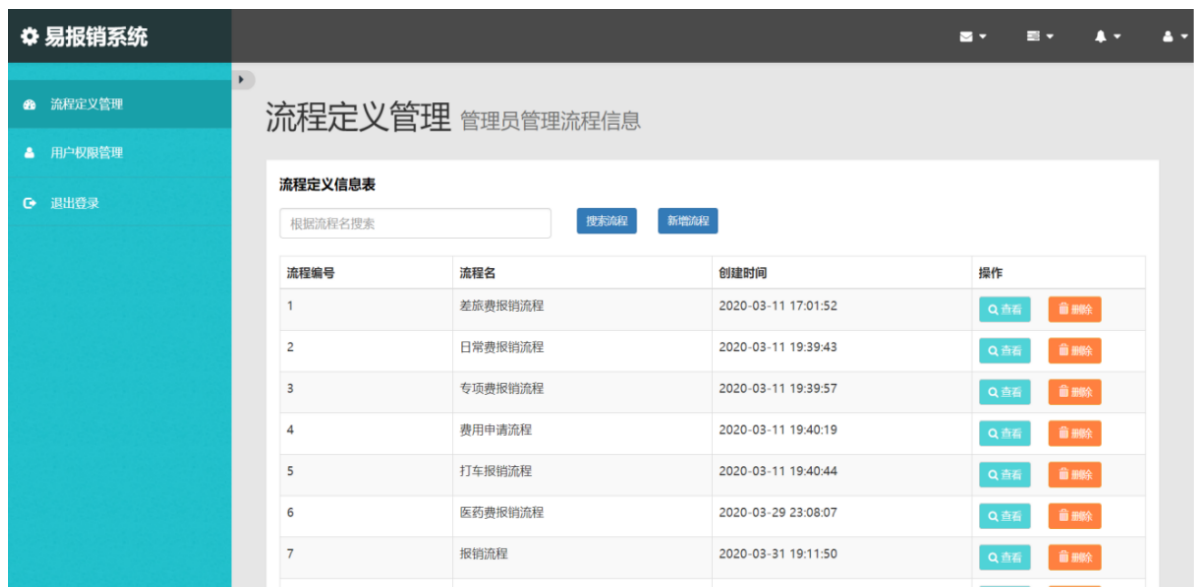 易报销系统
流程定义管理
用户权限管理
退出登录
流程定义管理 管理员管理流程信息
流程定义信息表
根据流程名搜索 搜索流程 新增流程
流程编号 流程名 创建时间 操作
1 差旅费报销流程 2020-03-11 17:01:52 查看 删除
2 日常费报销流程 2020-03-11 19:39:43 查看 删除
3 专项费报销流程 2020-03-11 19:39:57 查看 删除
4 费用申请流程 2020-03-11 19:40:19 查看 删除
5 打车报销流程 2020-03-11 19:40:44 查看 删除
6 医药费报销流程 2020-03-29 23:08:07 查看 删除
7 报销流程 2020-03-31 19:11:50 查看 删除